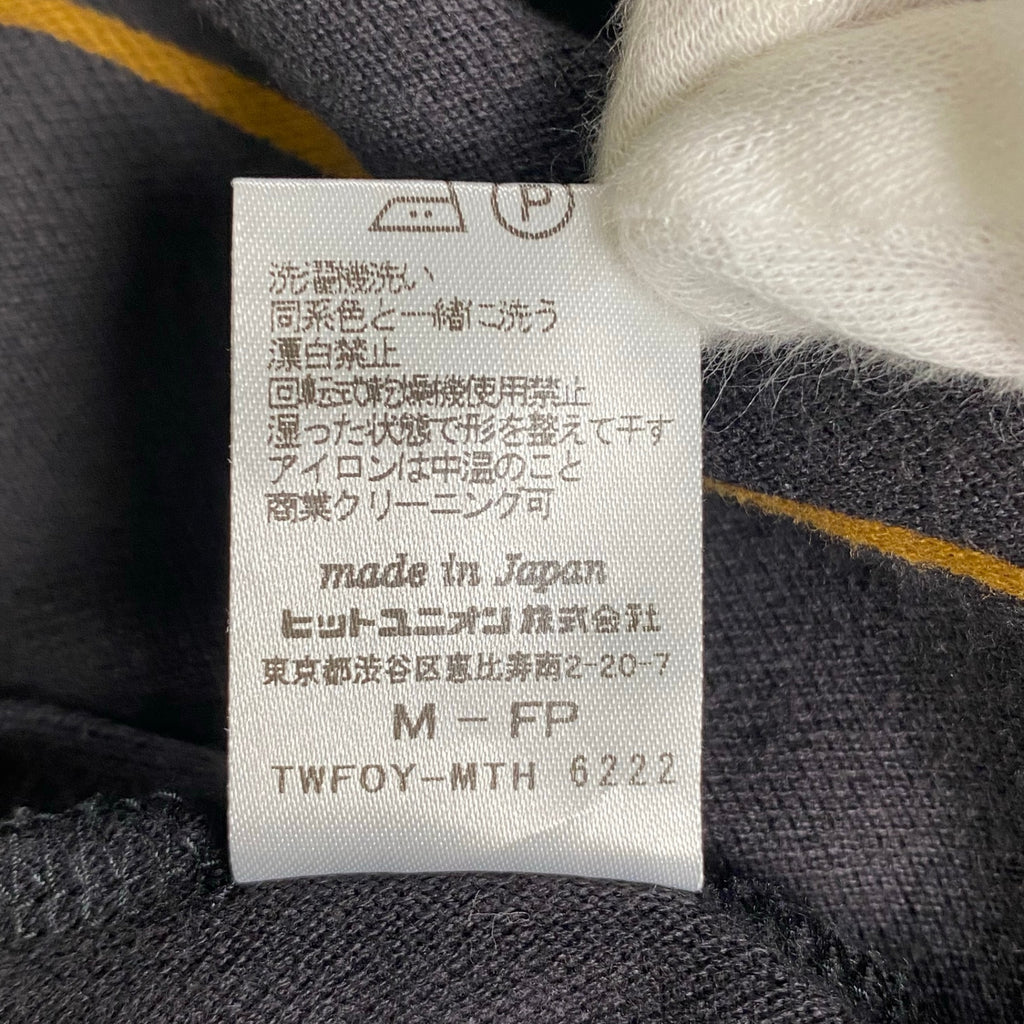 P
洗濯機洗い
同系色と一緒に洗う
漂白禁止
回転式乾燥機使用禁止
湿った状態で形を整えて干す
アイロンは中温のこと
商業クリーニング可
made in Japan
ヒットユニオン株式会社
東京都渋谷区恵比寿南2-20-7
M - FP
TWFOY-MTH 6222